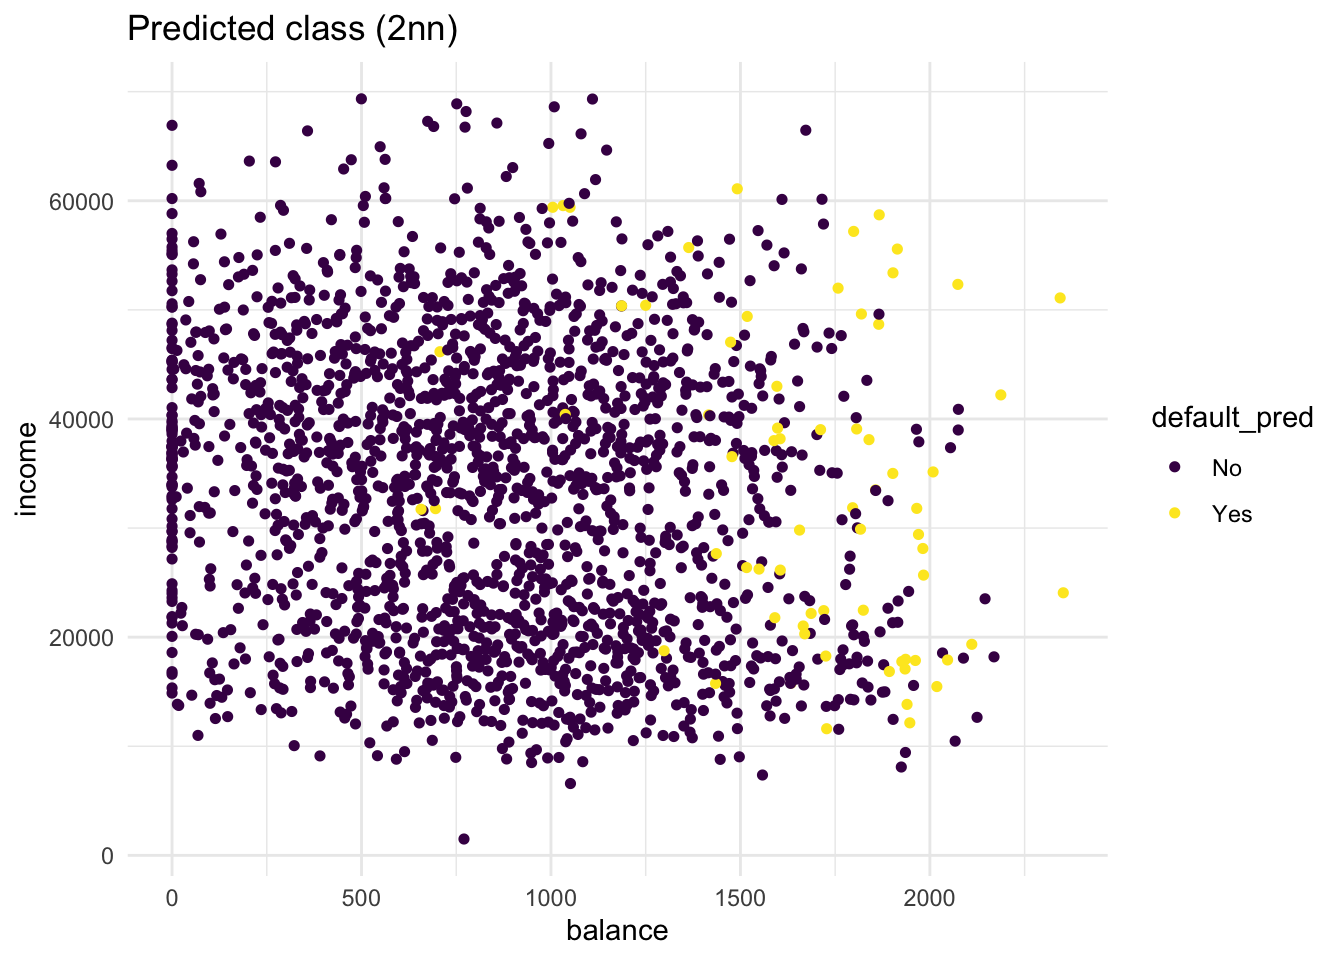 Predicted class (2nn)
60000
40000
20000
0
income
0 500 1000 1500 2000
balance
default_pred
No
Yes